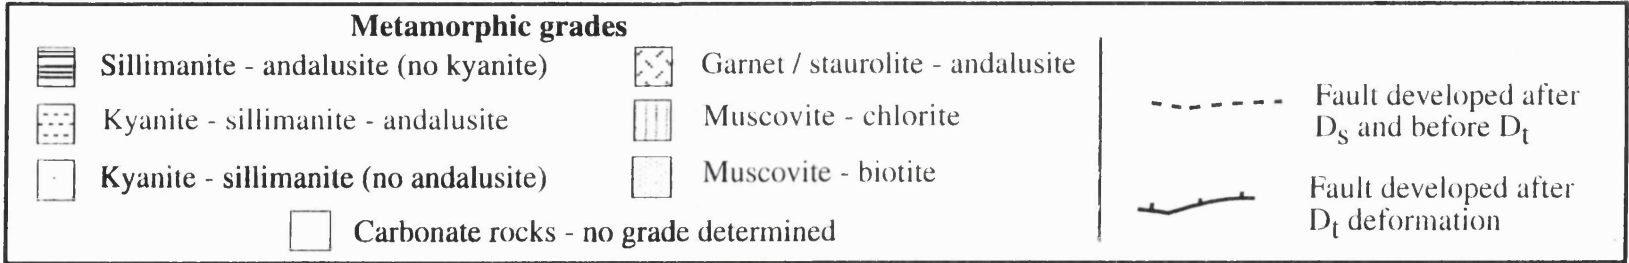 Metamorphic grades
Sillimanite - andalusite (no kyanite)
Kyanite - sillimanite - andalusite
Kyanite - sillimanite (no andalusite)
Garnet / staurolite - andalusite
Muscovite - chlorite
Muscovite - biotite
Carbonate rocks - no grade determined
Fault developed after
Ds and before Dt
Fault developed after
Dt deformation